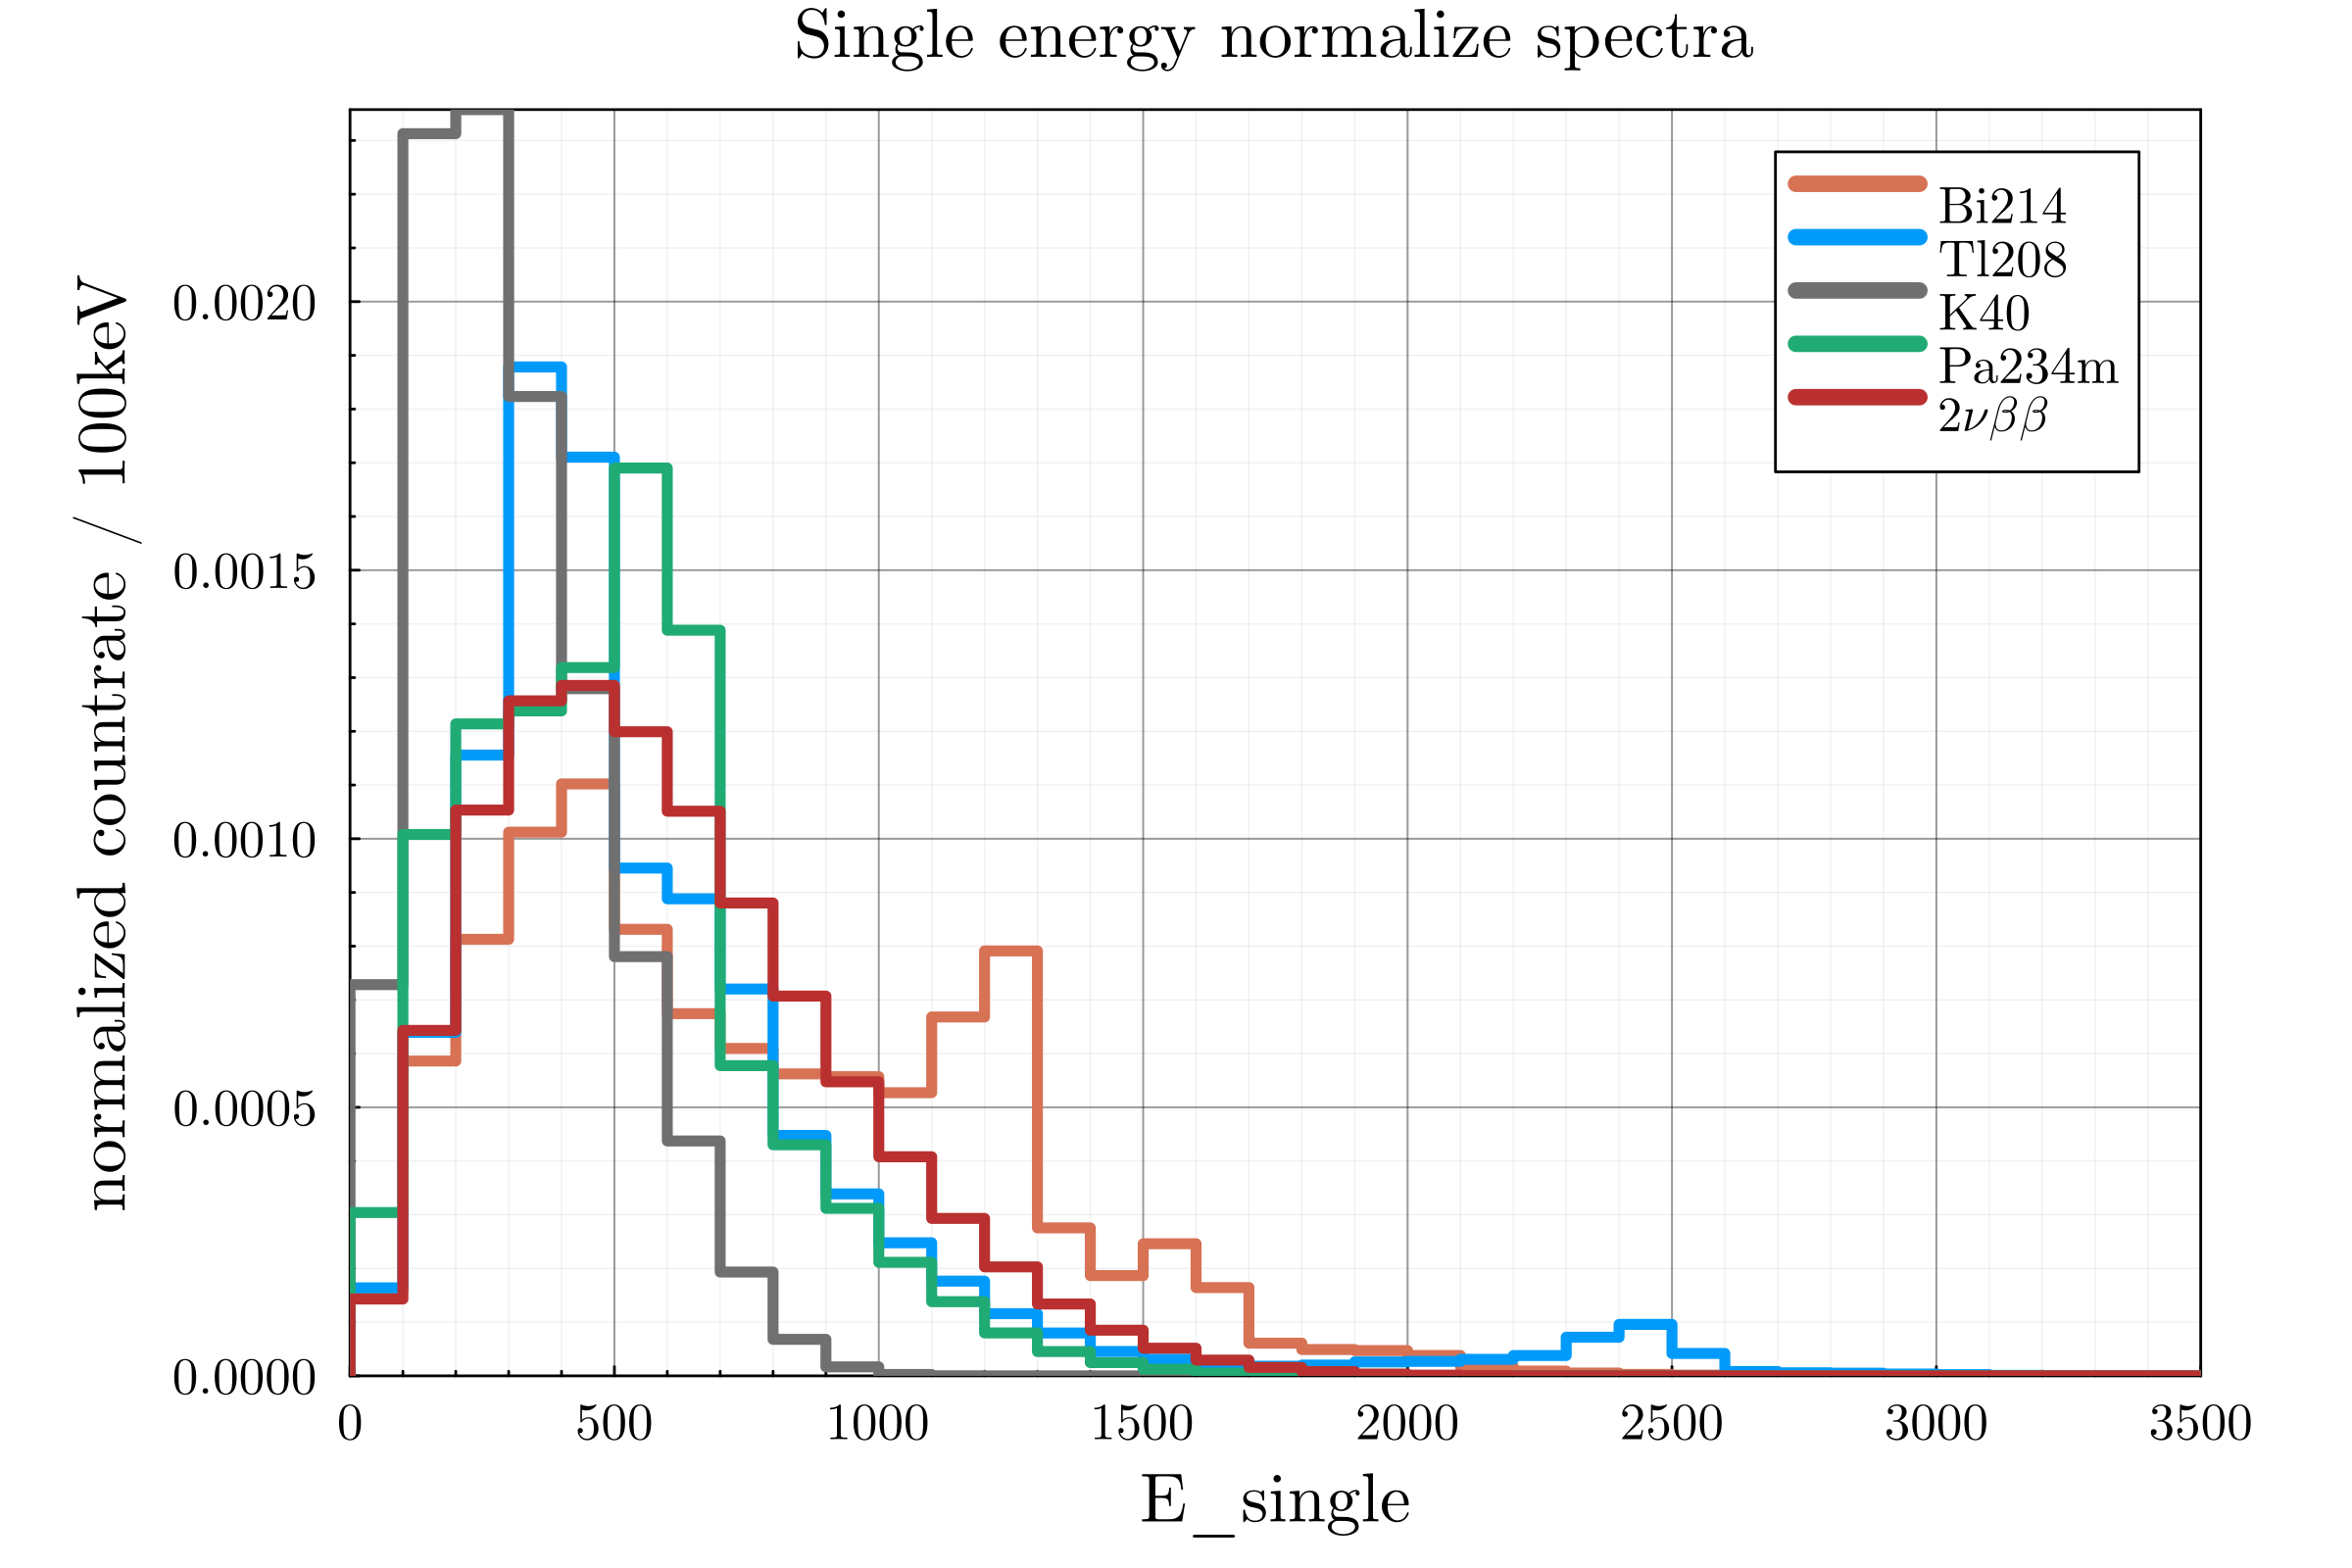 Single energy normalize spectra
normalized countrate / 100keV
0.0020
0.0015
0.0010
0.0005
0.0000
0 500 1000 1500 2000 2500 3000 3500
E_single
Bi214
Tl208
K40
Pa234m
2νββ